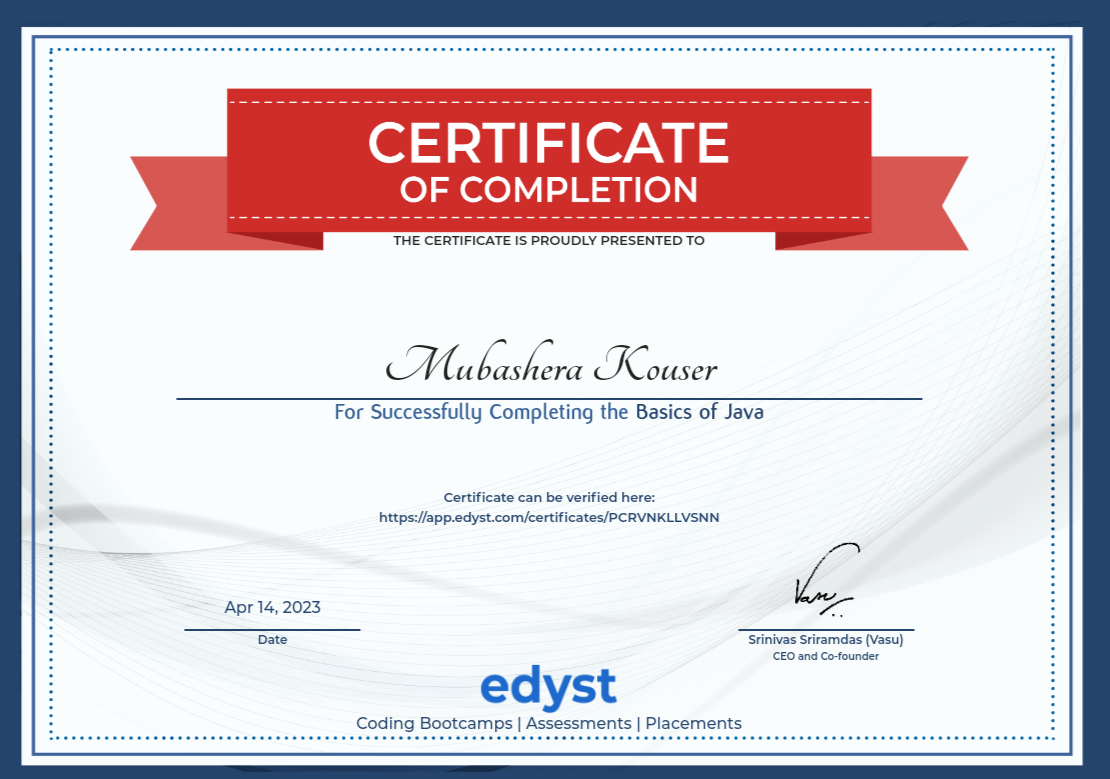 CERTIFICATE
OF COMPLETION
THE CERTIFICATE IS PROUDLY PRESENTED TO
Mubashera Kouser
For Successfully Completing the Basics of Java
Certificate can be verified here:
https://app.edyst.com/certificates/PCRVNKLLVSNN
Vasu
Apr 14, 2023
Date
Srinivas Sriramdas (Vasu)
CEO and Co-founder
edyst
Coding Bootcamps | Assessments | Placements